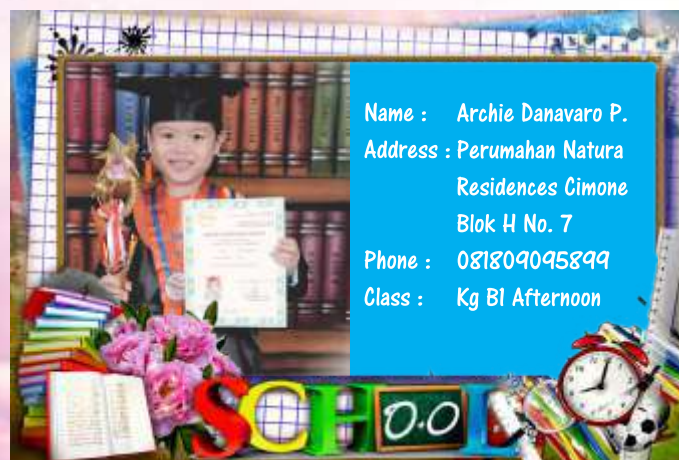 Name : Archie Danavaro P.
Address : Perumahan Natura
Residences Cimone
Blok H No. 7
Phone : 081809095899
Class : Kg B1 Afternoon
SCHOOL